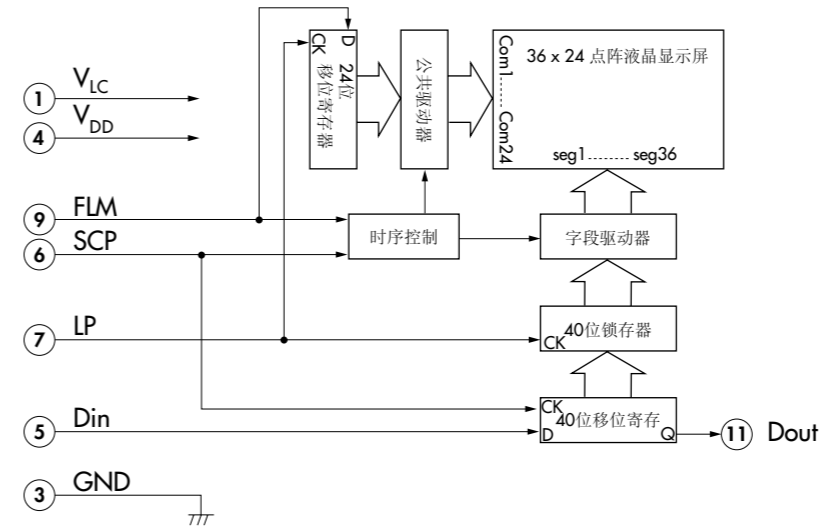 D
CK
24位
移位寄存器
公共驱动器
Com1........Com24
36 x 24 点阵液晶显示屏
seg1.........seg36
1
VLC
4
VDD
9
FLM
6
SCP
时序控制
字段驱动器
7
LP
40位锁存器
CK
5
Din
CK
40位移位寄存
D
Q
11
Dout
3
GND